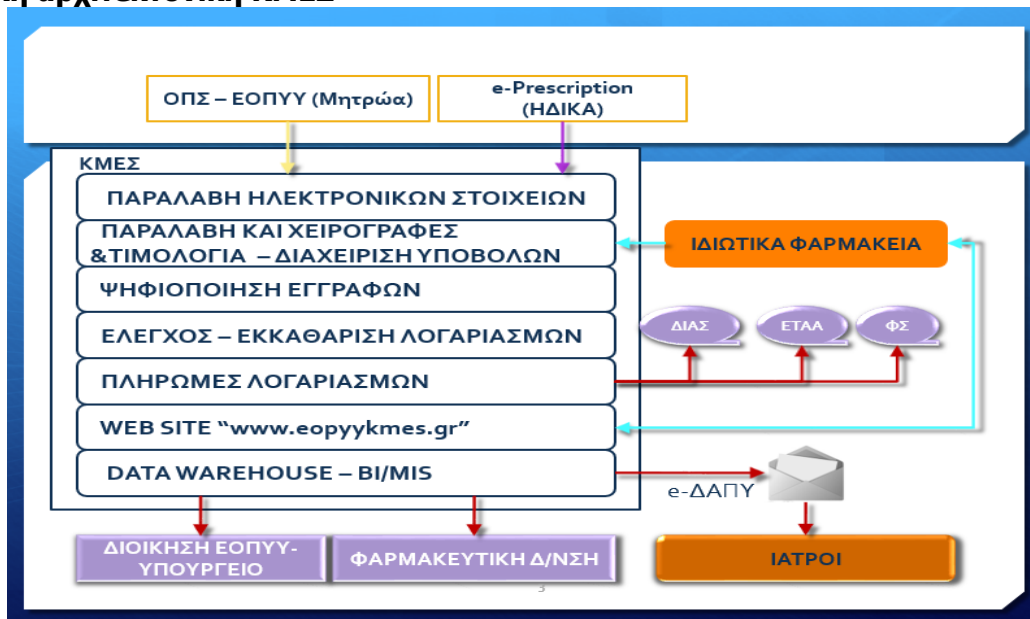 ΟΠΣ – ΕΟΠΥΥ (Μητρώα)
e-Prescription
(ΗΔΙΚΑ)
ΚΜΕΣ
ΠΑΡΑΛΑΒΗ ΗΛΕΚΤΡΟΝΙΚΩΝ ΣΤΟΙΧΕΙΩΝ
ΠΑΡΑΛΑΒΗ ΚΑΙ ΧΕΙΡΟΓΡΑΦΕΣ
&ΤΙΜΟΛΟΓΙΑ – ΔΙΑΧΕΙΡΙΣΗ ΥΠΟΒΟΛΩΝ
ΙΔΙΩΤΙΚΑ ΦΑΡΜΑΚΕΙΑ
ΨΗΦΙΟΠΟΙΗΣΗ ΕΓΓΡΑΦΩΝ
ΕΛΕΓΧΟΣ – ΕΚΚΑΘΑΡΙΣΗ ΛΟΓΑΡΙΑΣΜΩΝ
ΔΙΑΣ
ΕΤΑΑ
ΦΣ
ΠΛΗΡΩΜΕΣ ΛΟΓΑΡΙΑΣΜΩΝ
WEB SITE “www.eopyykmes.gr”
DATA WAREHOUSE – BI/MIS
e-ΔΑΠΥ
ΔΙΟΙΚΗΣΗ ΕΟΠΥΥ-
ΥΠΟΥΡΓΕΙΟ
ΦΑΡΜΑΚΕΥΤΙΚΗ Δ/ΝΣΗ
ΙΑΤΡΟΙ
3